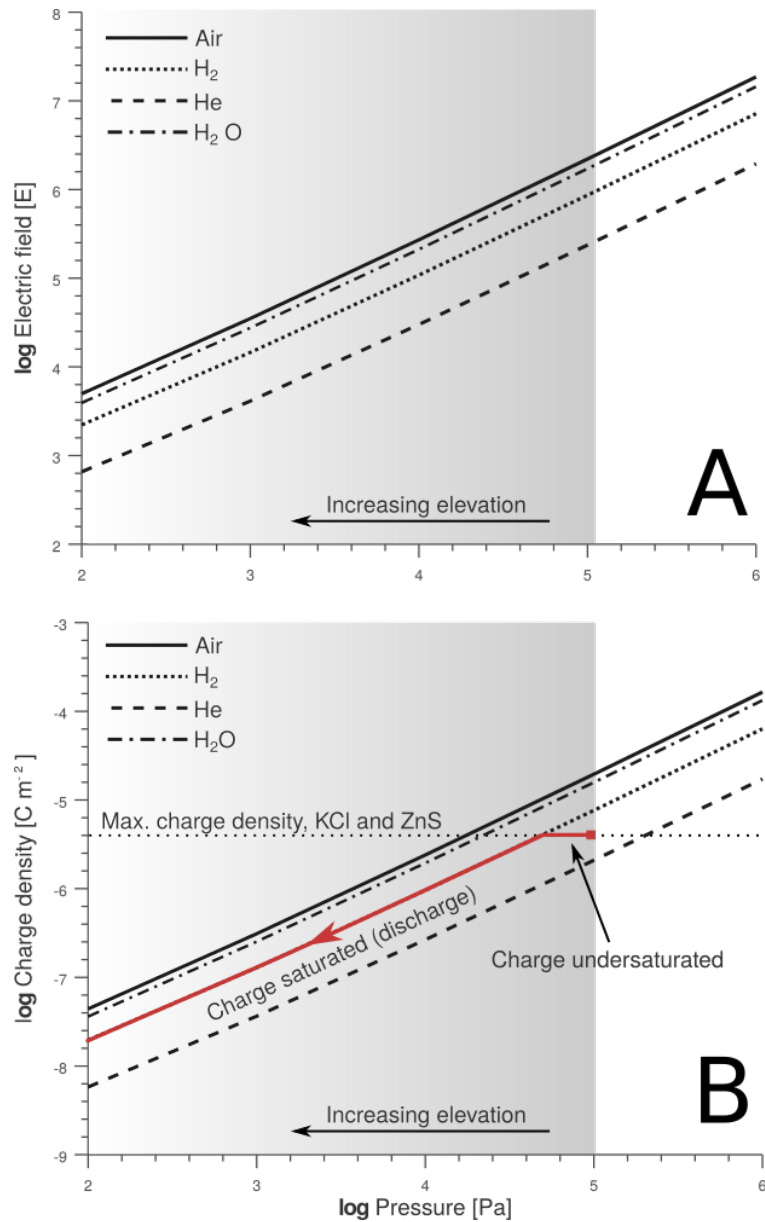 8
7
6
5
4
3
2
log Electric field [E]
Air
H2
He
H2 O
Increasing elevation
A
2 3 4 5 6
-3
-4
-5
-6
-7
-8
-9
log Charge density [C m-2]
Air
H2
He
H2O
Max. charge density, KCl and ZnS
Charge saturated (discharge)
Charge undersaturated
Increasing elevation
B
2 3 4 5 6
log Pressure [Pa]